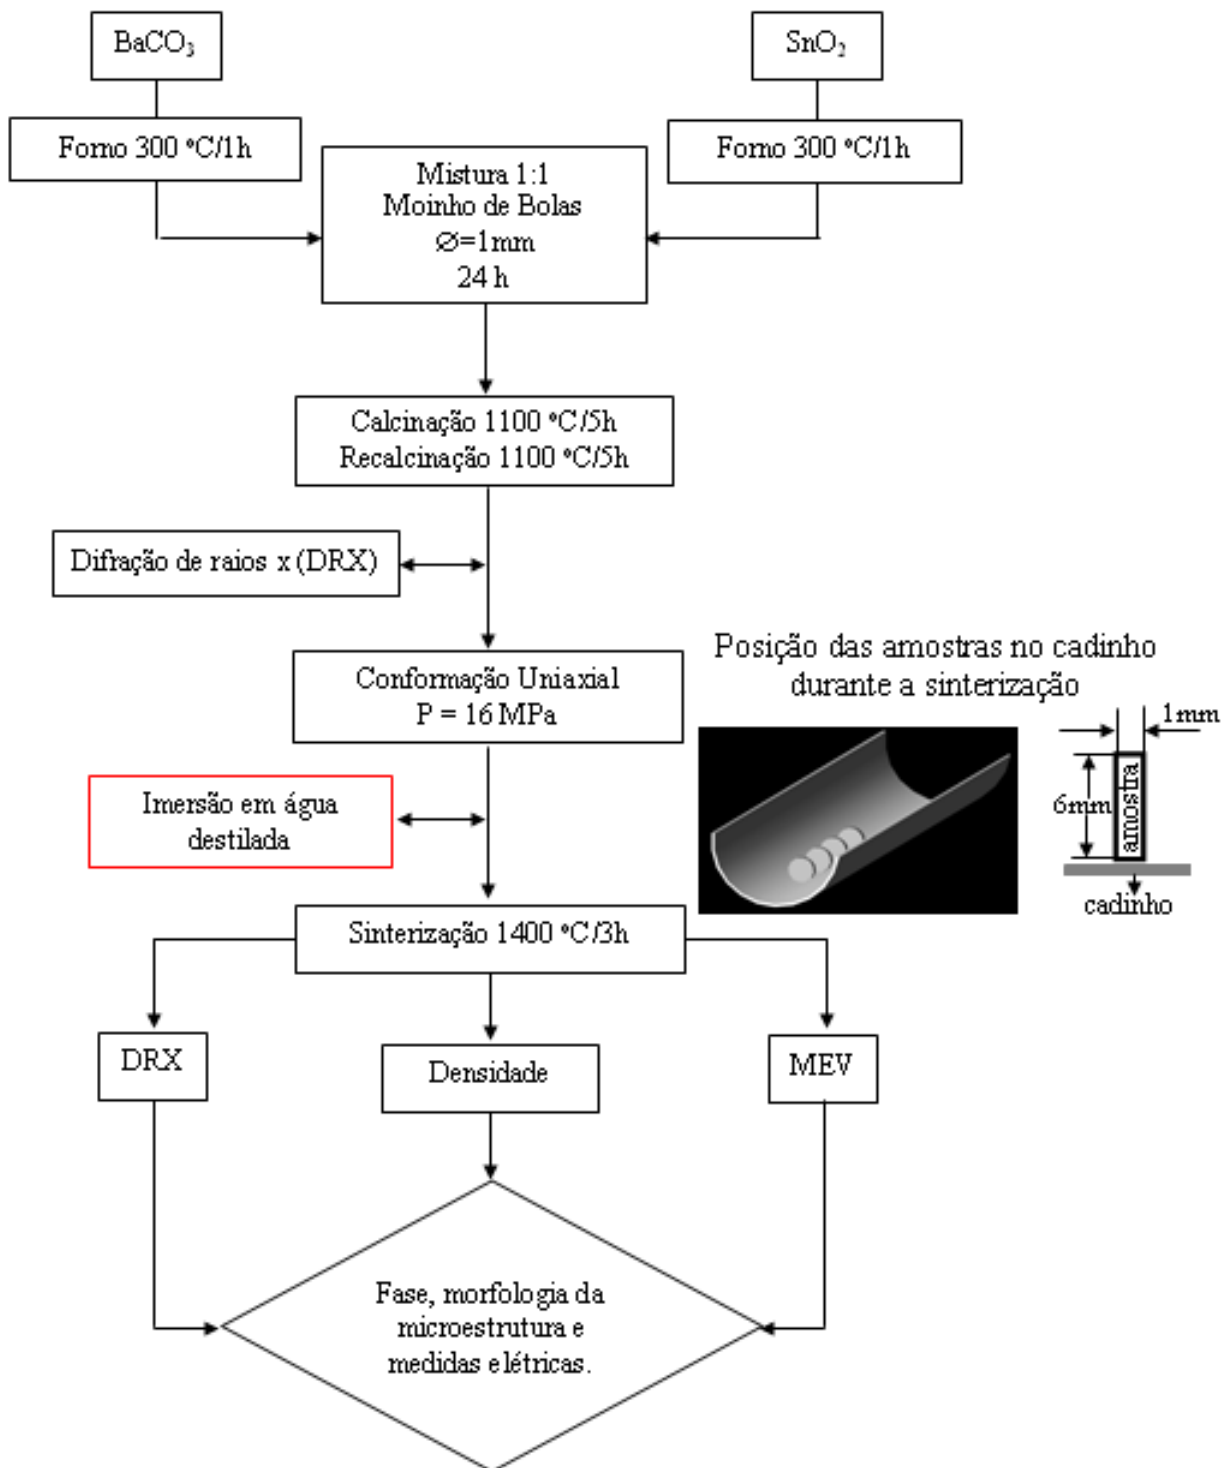 BaCO₃
SnO₂
Forno 300 °C/1h
Forno 300 °C/1h
Mistura 1:1
Moinho de Bolas
∅=1mm
24 h
Calcinação 1100 °C/5h
Recalcinação 1100 °C/5h
Difração de raios x (DRX)
Conformação Uniaxial
P = 16 MPa
Posição das amostras no cadinho
durante a sinterização
1mm
6mm
amostra
cadinho
Imersão em água
destilada
Sinterização 1400 °C/3h
DRX
Densidade
MEV
Fase, morfologia da
microestrutura e
medidas elétricas.